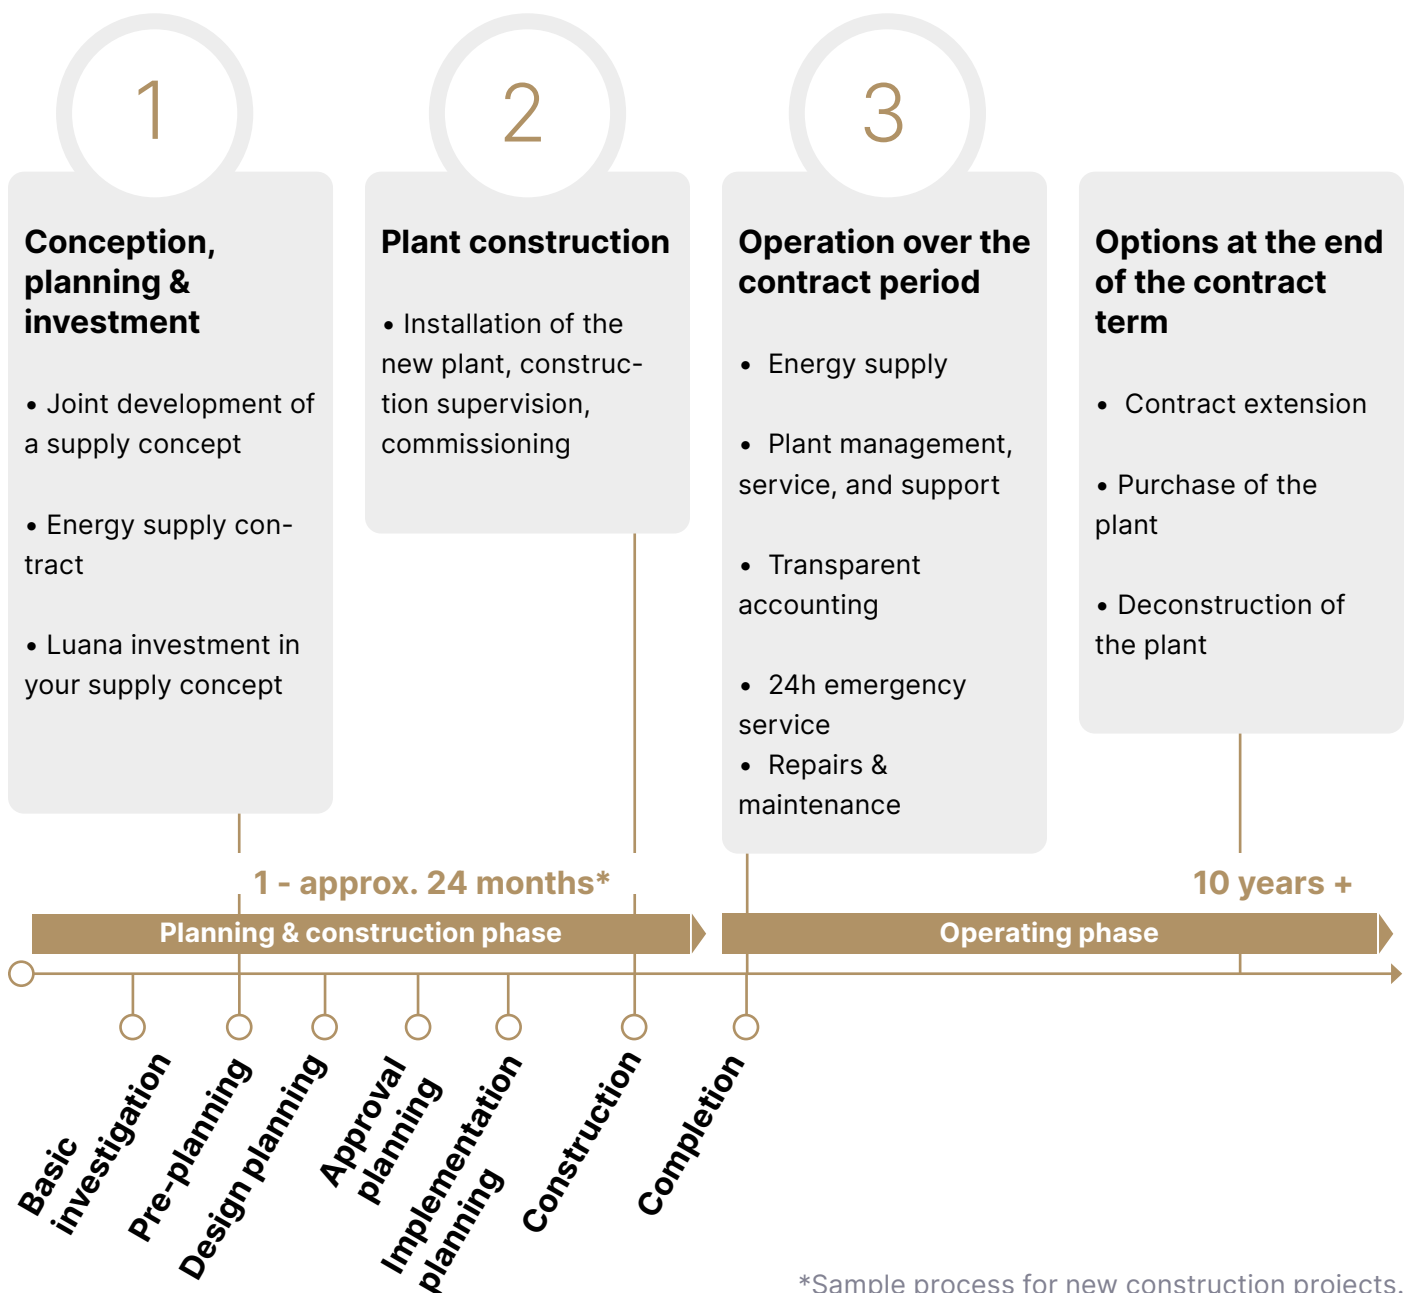 1
Conception,
planning &
investment
• Joint development of
a supply concept
• Energy supply con-
tract
• Luana investment in
your supply concept
2
Plant construction
• Installation of the
new plant, construc-
tion supervision,
commissioning
3
Operation over the
contract period
• Energy supply
• Plant management,
service, and support
• Transparent
accounting
• 24h emergency
service
• Repairs &
maintenance
Options at the end
of the contract
term
• Contract extension
• Purchase of the
plant
• Deconstruction of
the plant
1 - approx. 24 months*
10 years +
Planning & construction phase
Operating phase
Basic
investigation
Pre-planning
Design planning
Approval
planning
Implementation
planning
Construction
Completion
*Sample process for new construction projects.